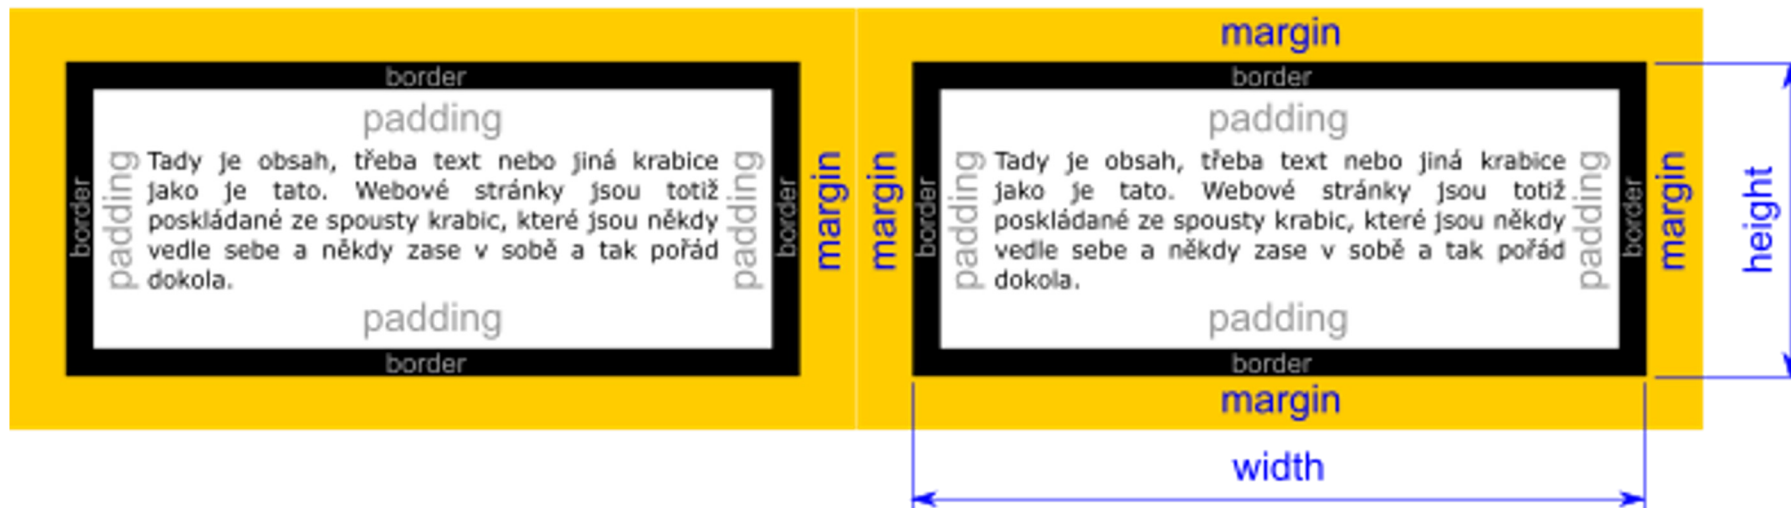 margin
border
padding
padding
border
Tady je obsah, třeba text nebo jiná krabice
jako je tato. Webové stránky jsou totiž
poskládané ze spousty krabic, které jsou někdy
vedle sebe a někdy zase v sobě a tak pořád
dokola.
padding
border
margin
padding
border
margin
border
padding
Tady je obsah, třeba text nebo jiná krabice
jako je tato. Webové stránky jsou totiž
poskládané ze spousty krabic, které jsou někdy
vedle sebe a někdy zase v sobě a tak pořád
dokola.
padding
border
margin
height
padding
border
border
padding
margin
width